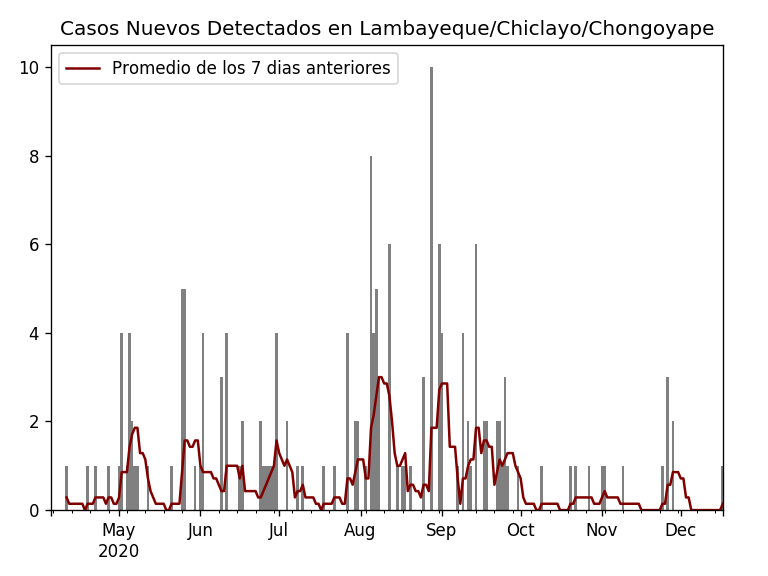 Casos Nuevos Detectados en Lambayeque/Chiclayo/Chongoyape
Promedio de los 7 dias anteriores
10
8
6
4
2
0
May Jun Jul Aug Sep Oct Nov Dec
2020